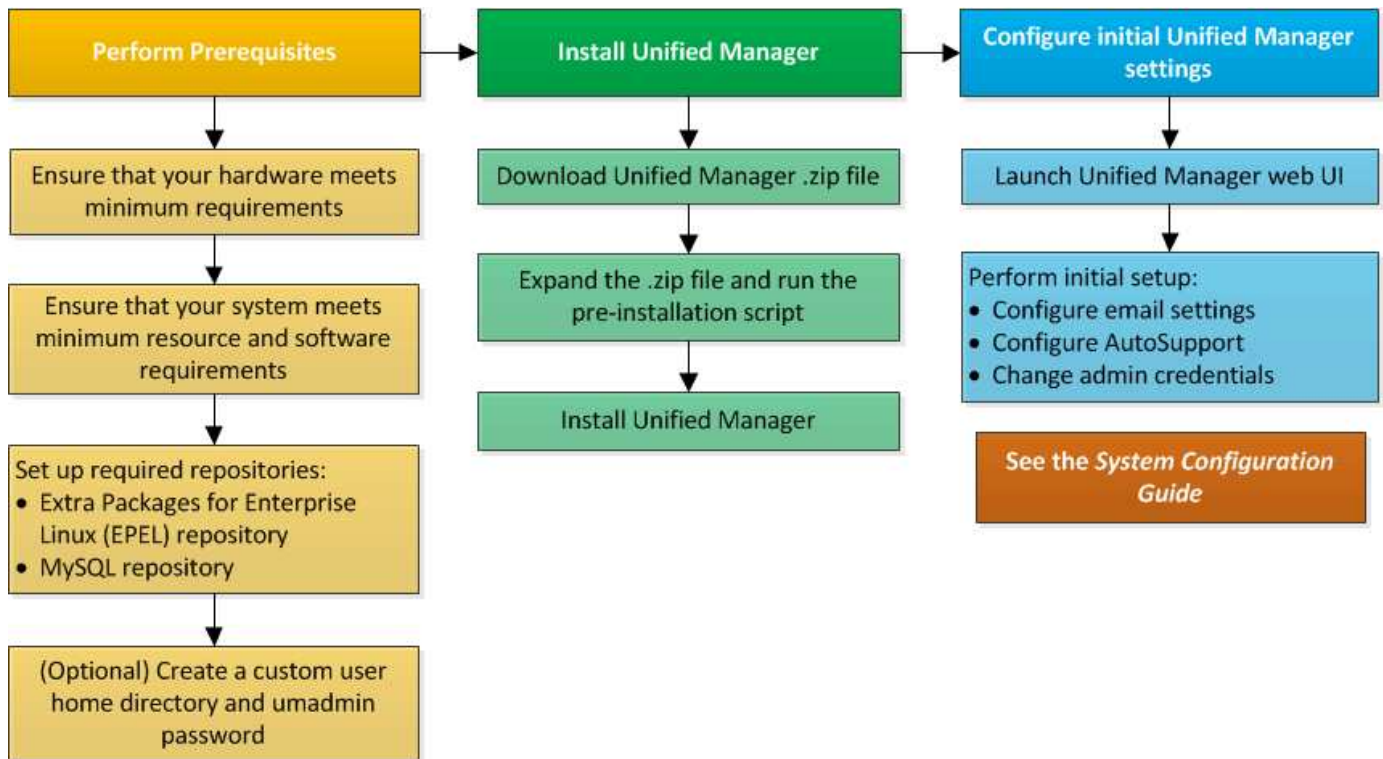 Perform Prerequisites
Ensure that your hardware meets
minimum requirements
Ensure that your system meets
minimum resource and software
requirements
Set up required repositories:
• Extra Packages for Enterprise
Linux (EPEL) repository
• MySQL repository
(Optional) Create a custom user
home directory and umadmin
password
Install Unified Manager
Download Unified Manager .zip file
Expand the .zip file and run the
pre-installation script
Install Unified Manager
Configure initial Unified Manager
settings
Launch Unified Manager web UI
Perform initial setup:
• Configure email settings
• Configure AutoSupport
• Change admin credentials
See the System Configuration
Guide